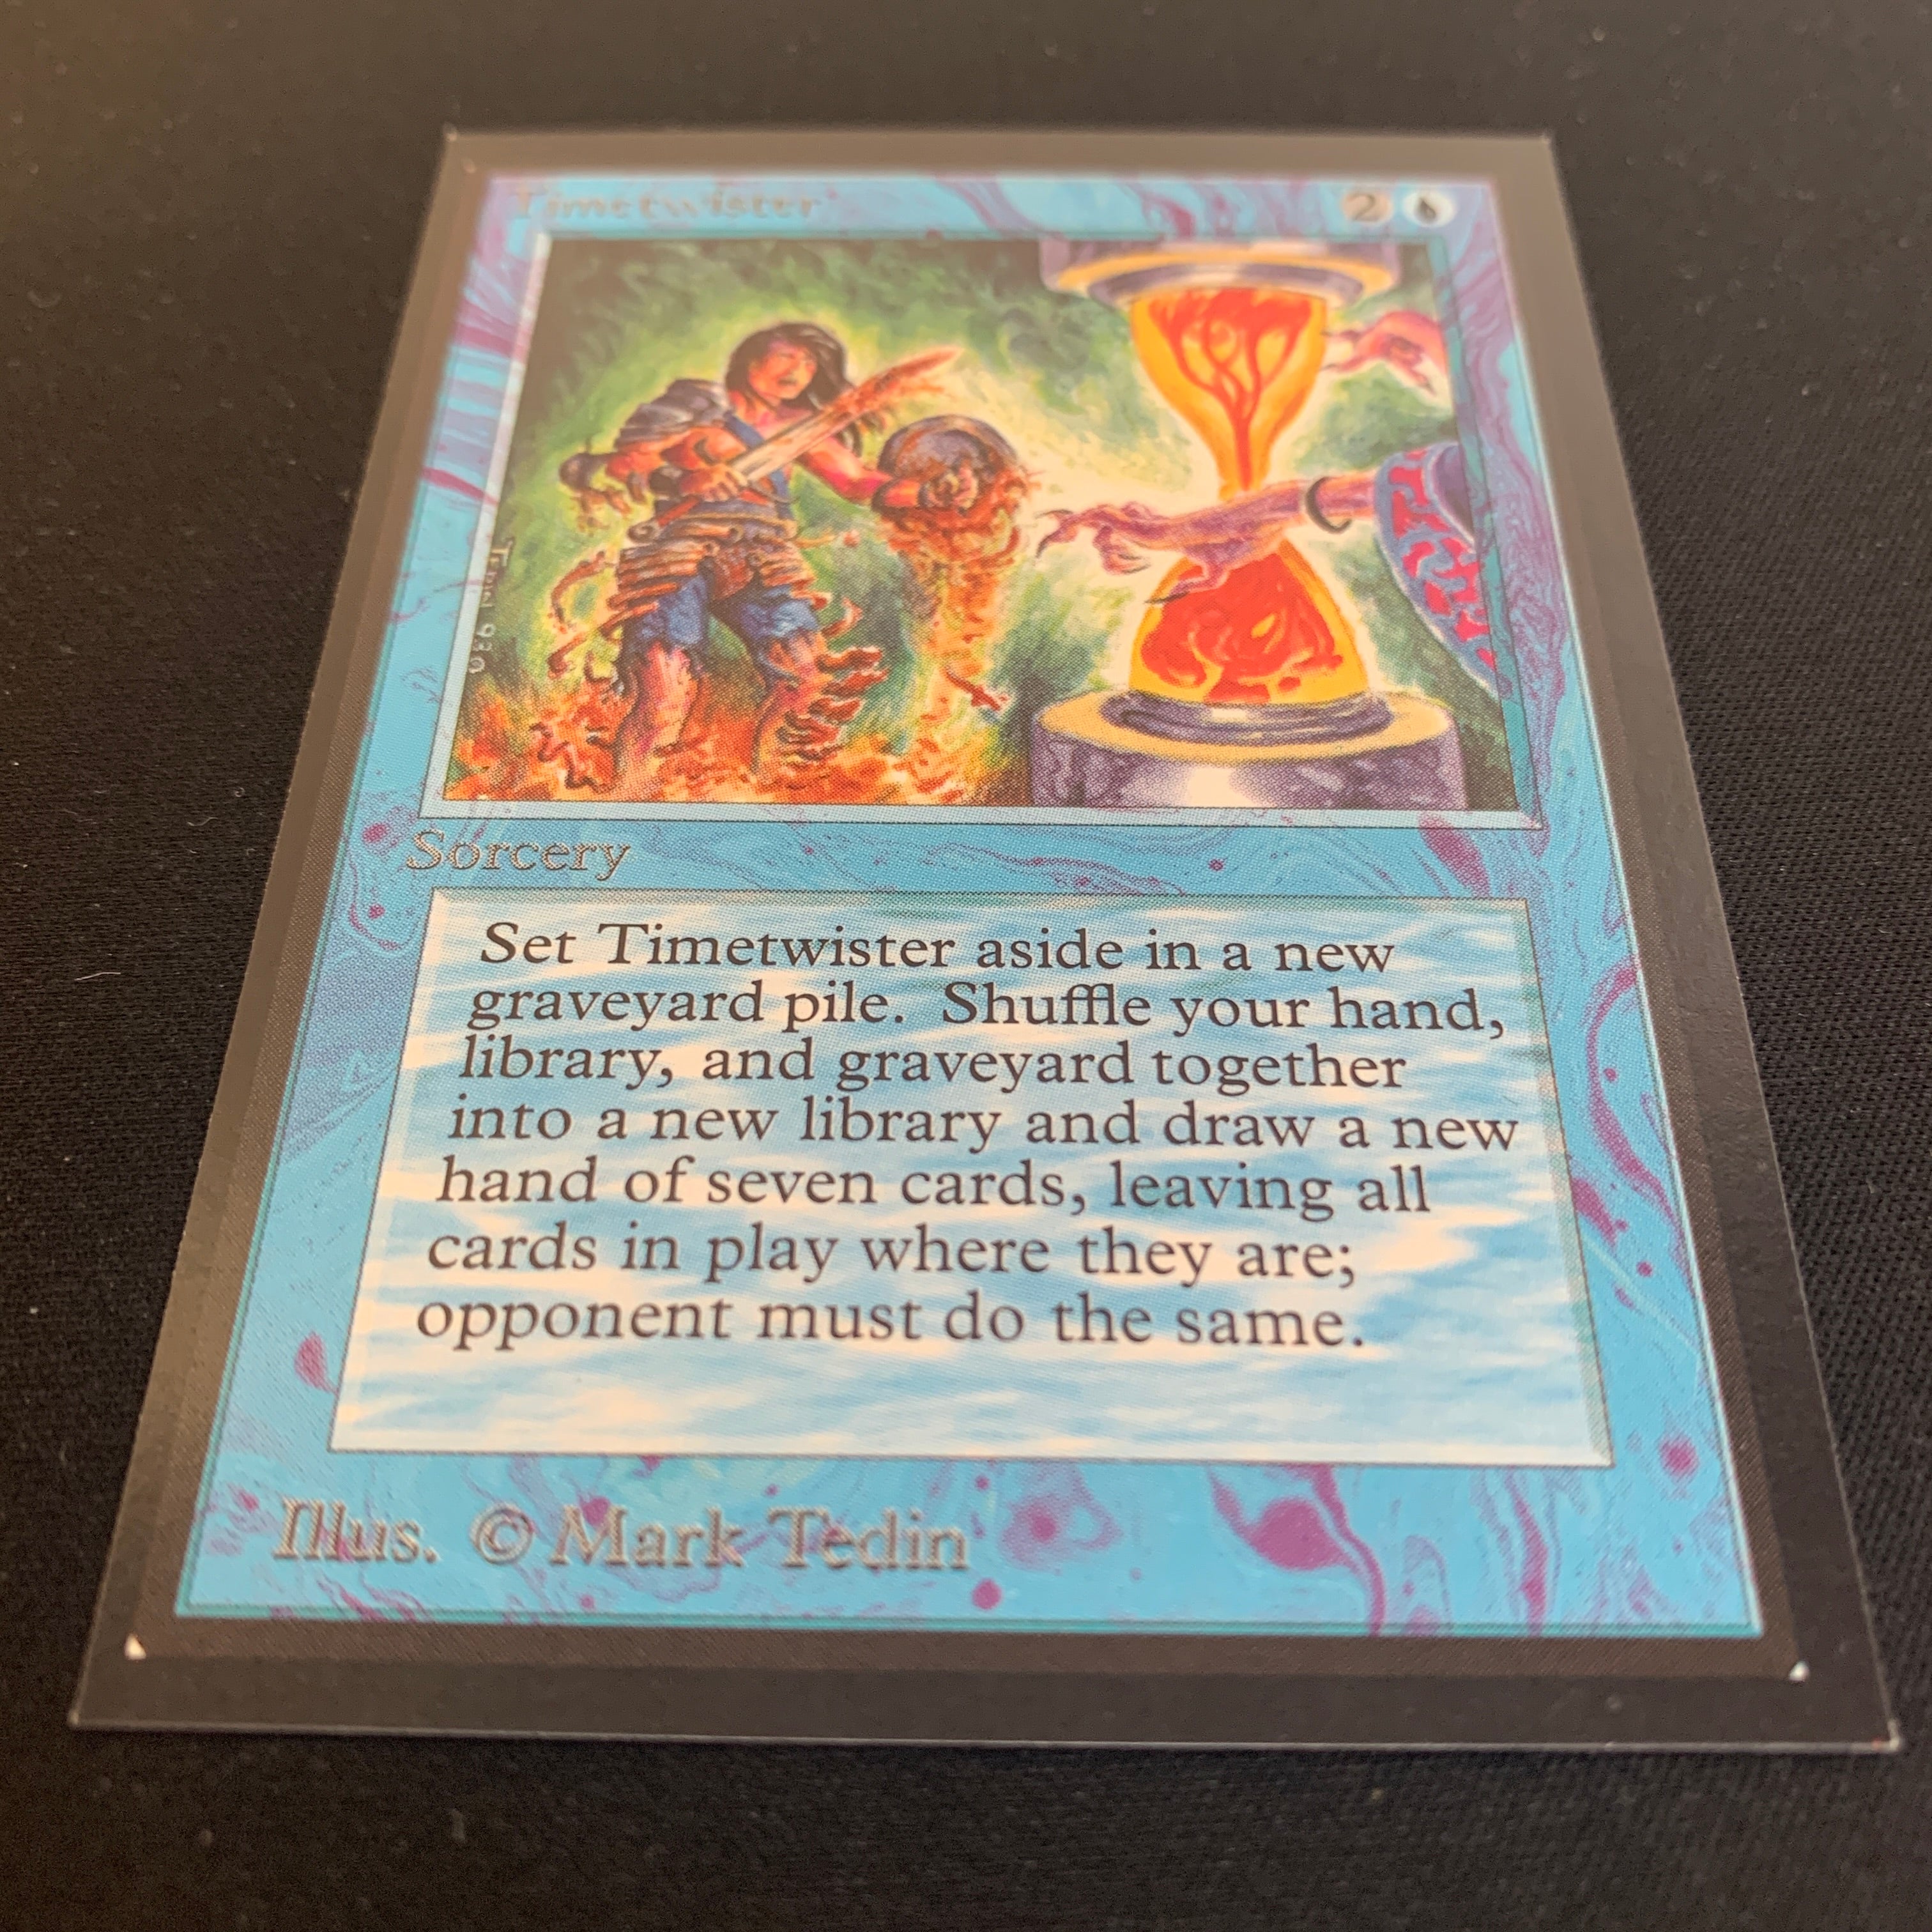 Timetwister 2
Tedin 93©
Sorcery
Set Timetwister aside in a new
graveyard pile. Shuffle your hand,
library, and graveyard together
into a new library and draw a new
hand of seven cards, leaving all
cards in play where they are;
opponent must do the same.
Illus. © Mark Tedin